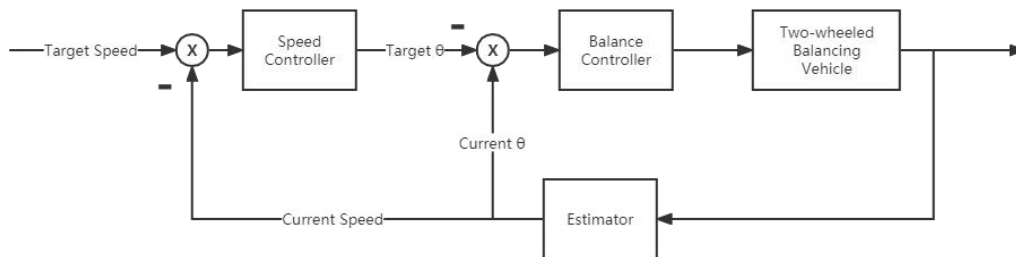 Target Speed
Speed
Controller
Target θ
Balance
Controller
Two-wheeled
Balancing
Vehicle
Current θ
Current Speed
Estimator